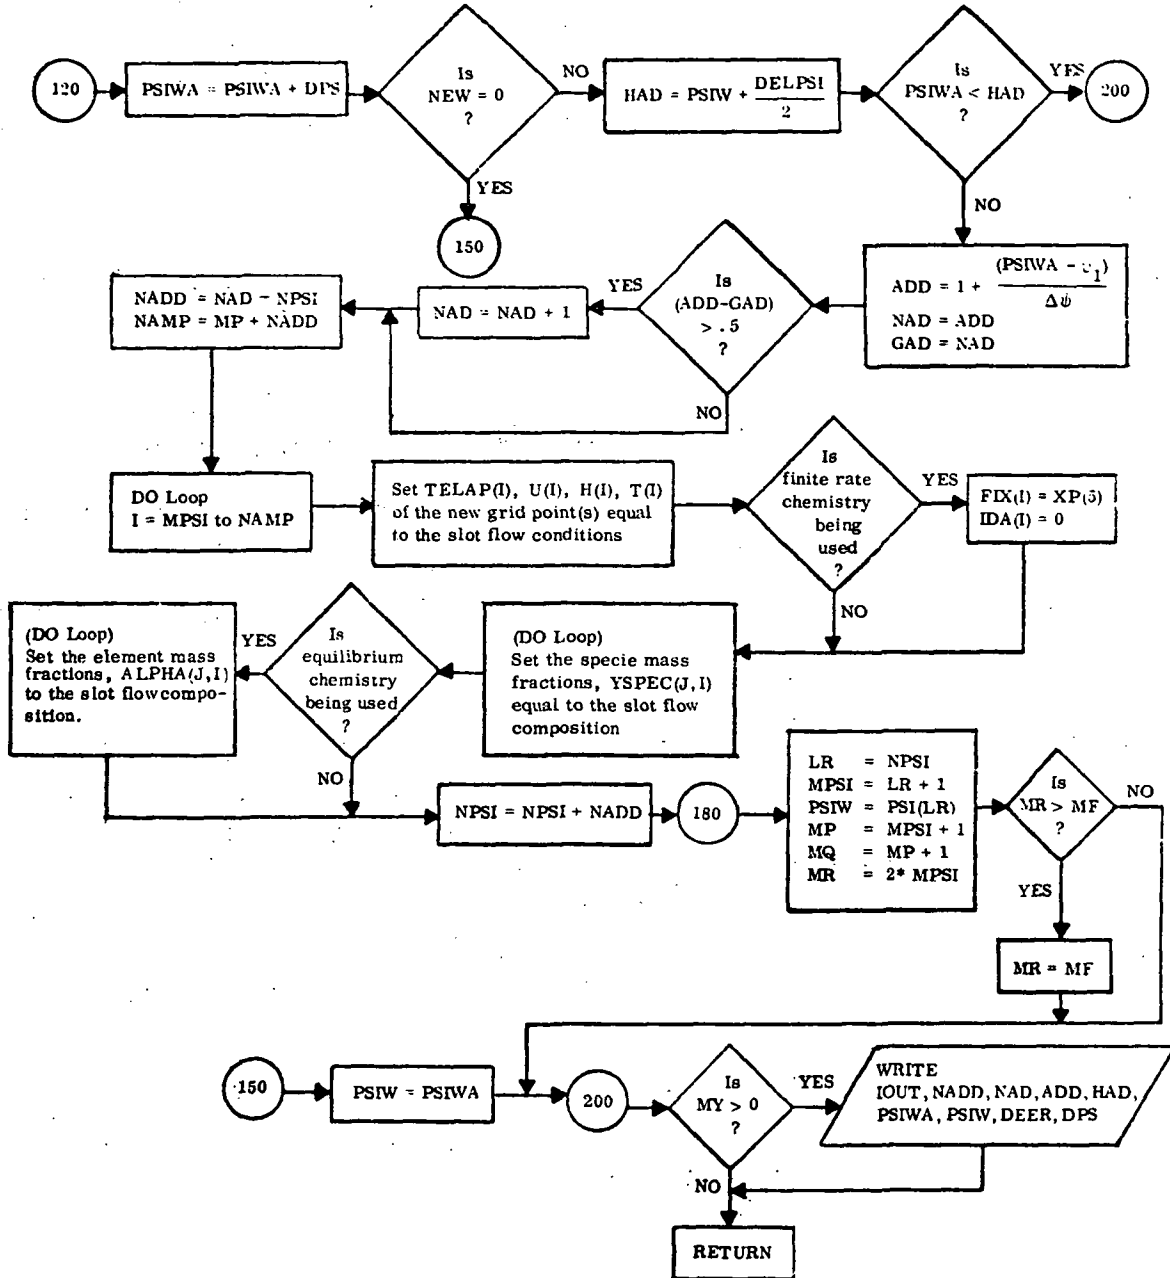 120
PSIWA = PSIWA + DPS
Is
NEW = 0
?
NO
YES
150
HAD = PSIW + DELPSI
2
Is
PSIWA < HAD
?
YES
200
NO
ADD = 1 + (PSIWA - 1)
Δψ
NAD = ADD
GAD = NAD
Is
(ADD-GAD)
> .5
?
YES
NO
NAD = NAD + 1
NADD = NAD - NPSI
NAMP = MP + NADD
DO Loop
I = MPSI to NAMP
Set TELAP(I), U(I), H(I), T(I)
of the new grid point(s) equal
to the slot flow conditions
Is
finite rate
chemistry
being
used
?
YES
NO
FIX(I) = XP(5)
IDA(I) = 0
(DO Loop)
Set the specie mass
fractions, YSPEC(J,I)
equal to the slot flow
composition
Is
equilibrium
chemistry
being used
?
YES
NO
(DO Loop)
Set the element mass
fractions, ALPHA(J,I)
to the slot flow compo-
sition.
NPSI = NPSI + NADD
180
LR = NPSI
MPSI = LR + 1
PSIW = PSI(LR)
MP = MPSI + 1
MQ = MP + 1
MR = 2* MPSI
Is
MR > MF
?
NO
YES
MR = MF
150
PSIW = PSIWA
200
Is
MY > 0
?
YES
NO
WRITE
IOUT, NADD, NAD, ADD, HAD,
PSIWA, PSIW, DEER, DPS
RETURN